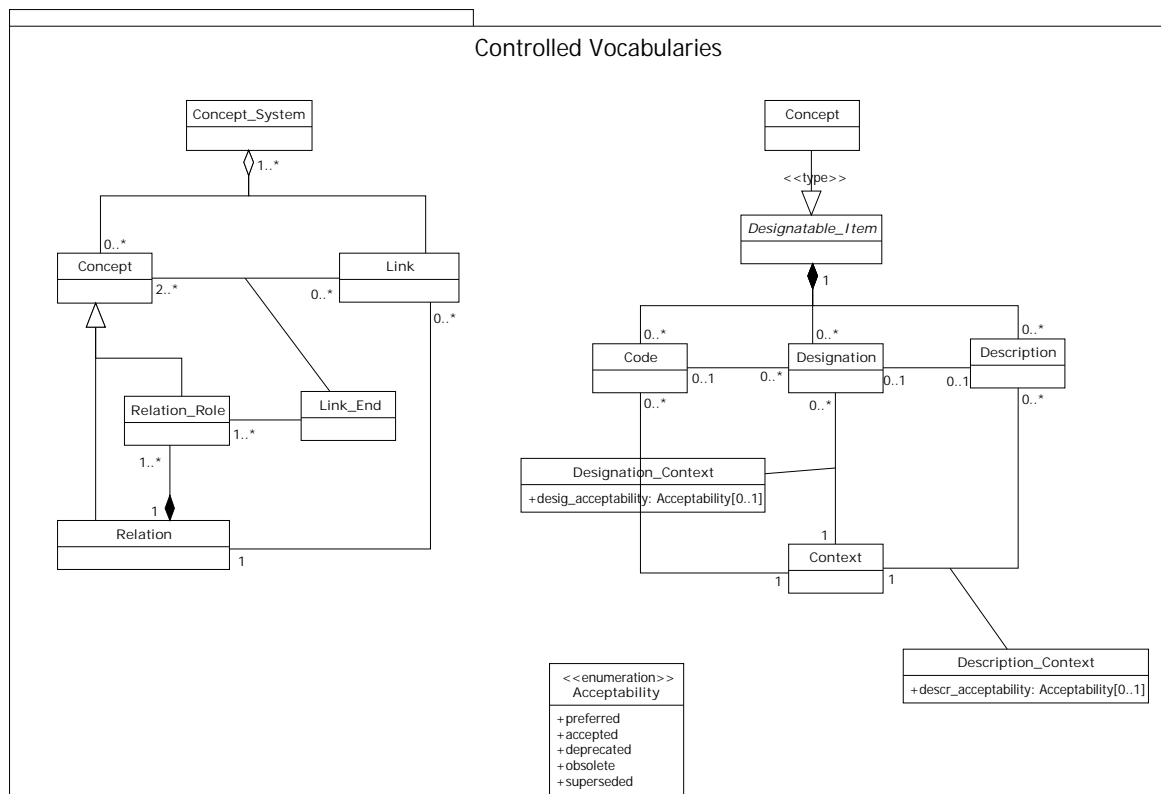 Controlled Vocabularies
Concept_System
1..*
0..*
Concept
2..*
Link
0..*
0..*
Relation_Role
1..*
1..*
Link_End
1
Relation
1
Concept
<<type>>
Designatable_Item
1
0..*
0..*
0..*
Code
Designation
Description
0..1
0..*
0..1
0..1
0..*
0..*
0..*
Designation_Context
+desig_acceptability: Acceptability[0..1]
1
Context
1
1
Description_Context
+descr_acceptability: Acceptability[0..1]
<<enumeration>>
Acceptability
+preferred
+accepted
+deprecated
+obsolete
+superseded